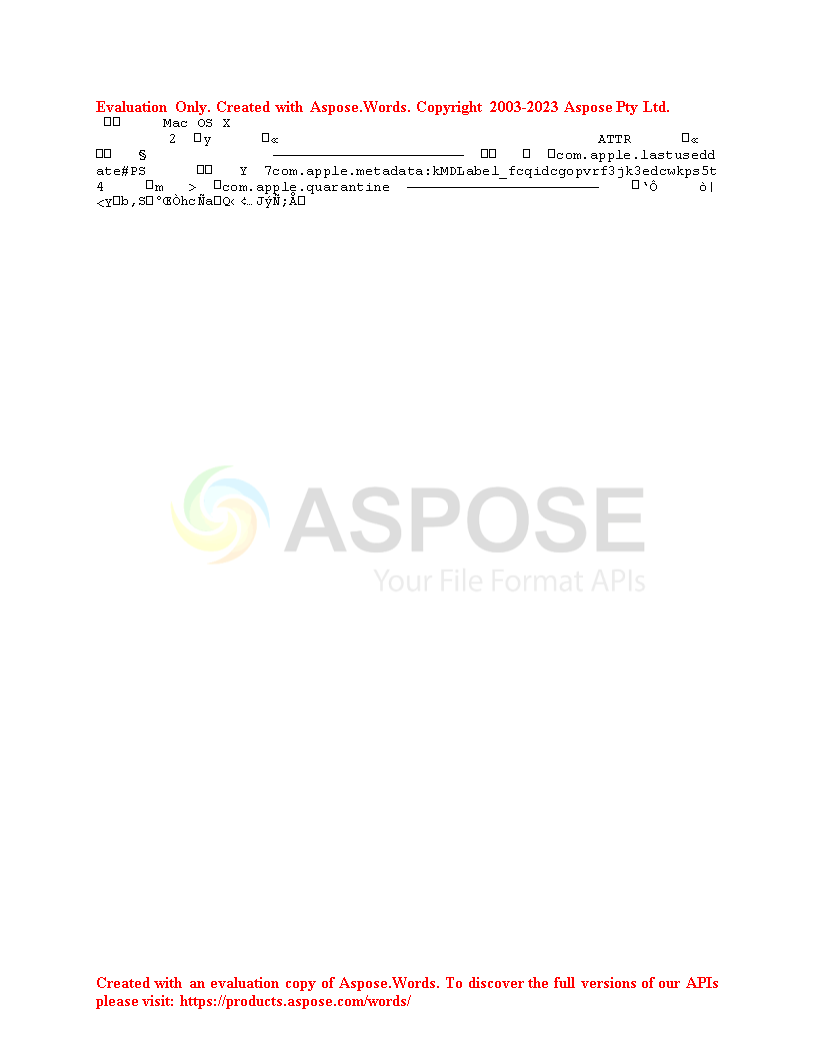 Evaluation Only. Created with Aspose.Words. Copyright 2003-2023 Aspose Pty Ltd.
Mac OS X
2 y « ATTR «
§ com.apple.lastusedd
ate#PS Y 7com.apple.metadata:kMDLabel_fcqidcgopvrf3jk3edcwkps5t
4 m > com.apple.quarantine ‘Ô ò|
<Y b,S °ŒÒhcÑa Q‹ ¢…JýÑ;Å
ASPOSE
Your File Format APIs
Created with an evaluation copy of Aspose.Words. To discover the full versions of our APIs
please visit: https://products.aspose.com/words/